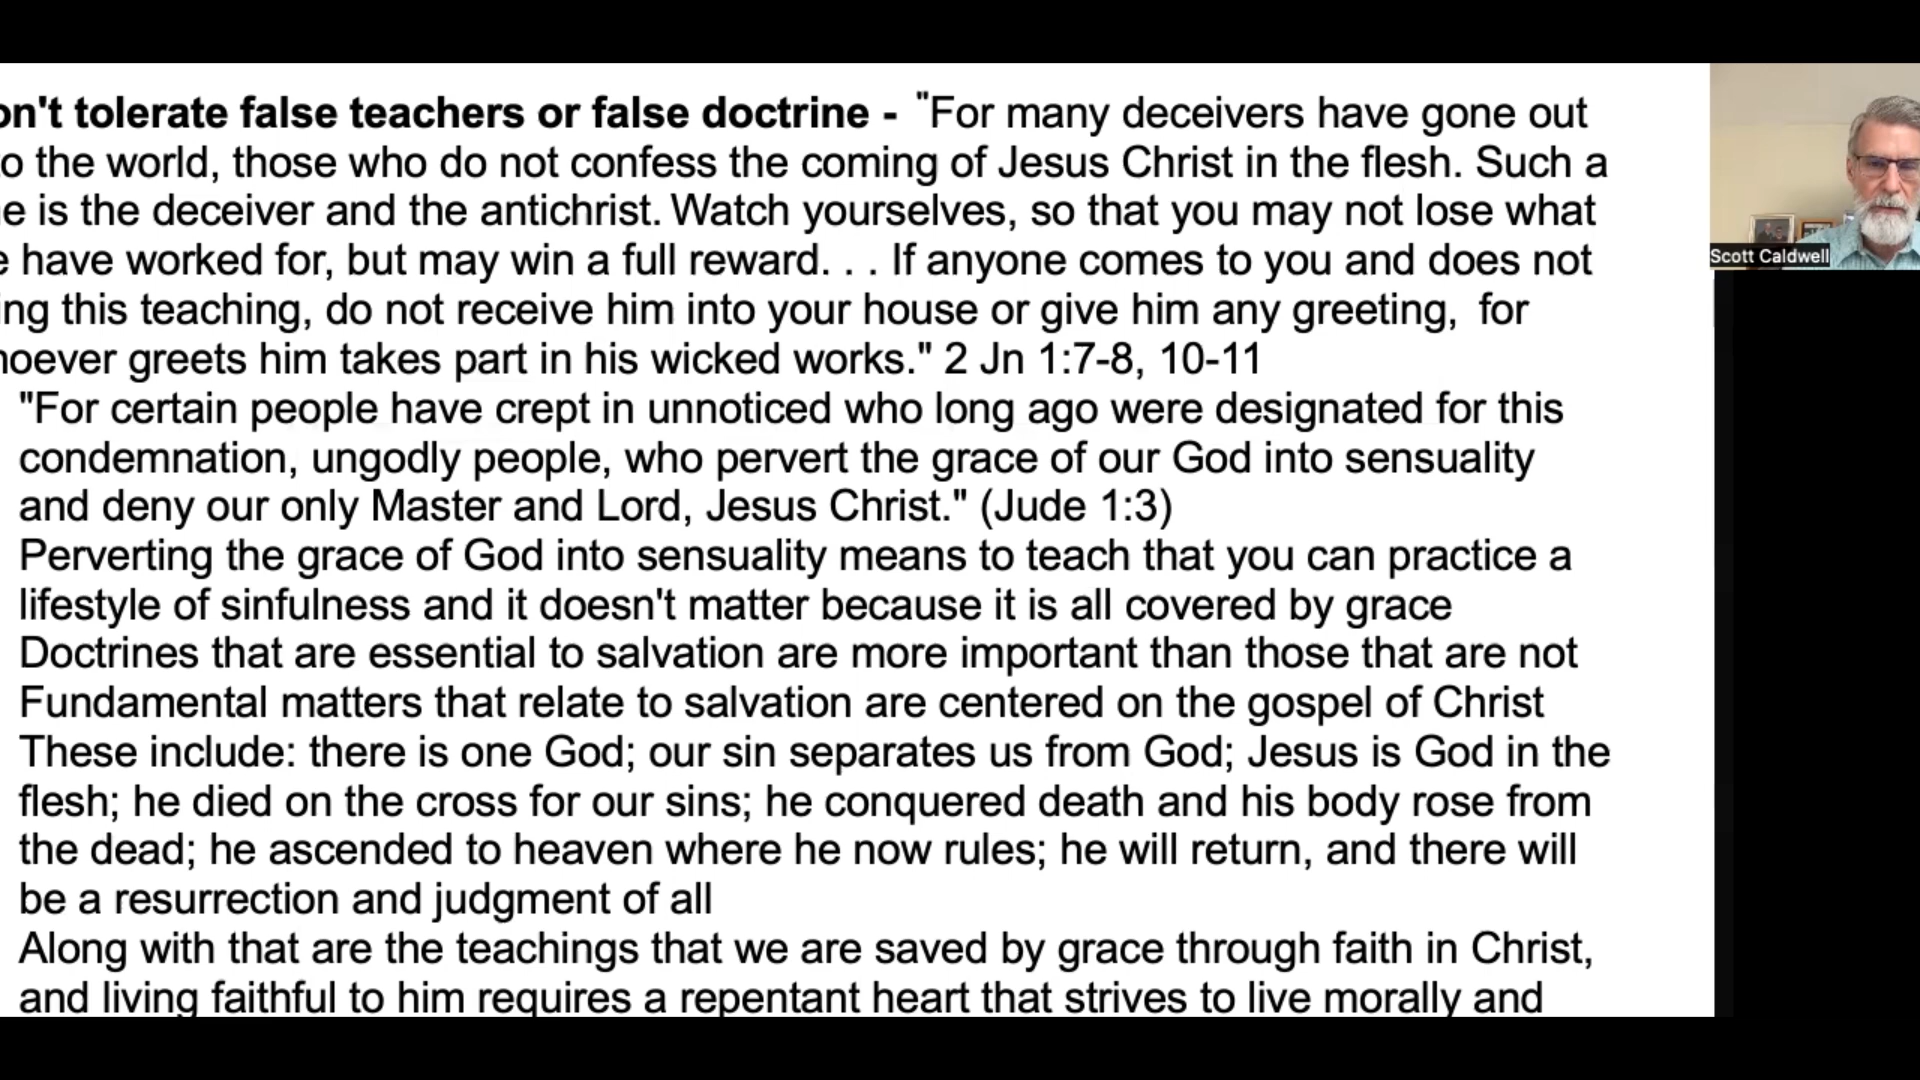 on't tolerate false teachers or false doctrine - "For many deceivers have gone out
o the world, those who do not confess the coming of Jesus Christ in the flesh. Such a
e is the deceiver and the antichrist. Watch yourselves, so that you may not lose what
e have worked for, but may win a full reward. . . If anyone comes to you and does not
ing this teaching, do not receive him into your house or give him any greeting, for
hoever greets him takes part in his wicked works." 2 Jn 1:7-8, 10-11
"For certain people have crept in unnoticed who long ago were designated for this
condemnation, ungodly people, who pervert the grace of our God into sensuality
and deny our only Master and Lord, Jesus Christ." (Jude 1:3)
Perverting the grace of God into sensuality means to teach that you can practice a
lifestyle of sinfulness and it doesn't matter because it is all covered by grace
Doctrines that are essential to salvation are more important than those that are not
Fundamental matters that relate to salvation are centered on the gospel of Christ
These include: there is one God; our sin separates us from God; Jesus is God in the
flesh; he died on the cross for our sins; he conquered death and his body rose from
the dead; he ascended to heaven where he now rules; he will return, and there will
be a resurrection and judgment of all
Along with that are the teachings that we are saved by grace through faith in Christ,
and living faithful to him requires a repentant heart that strives to live morally and
Scott Caldwell